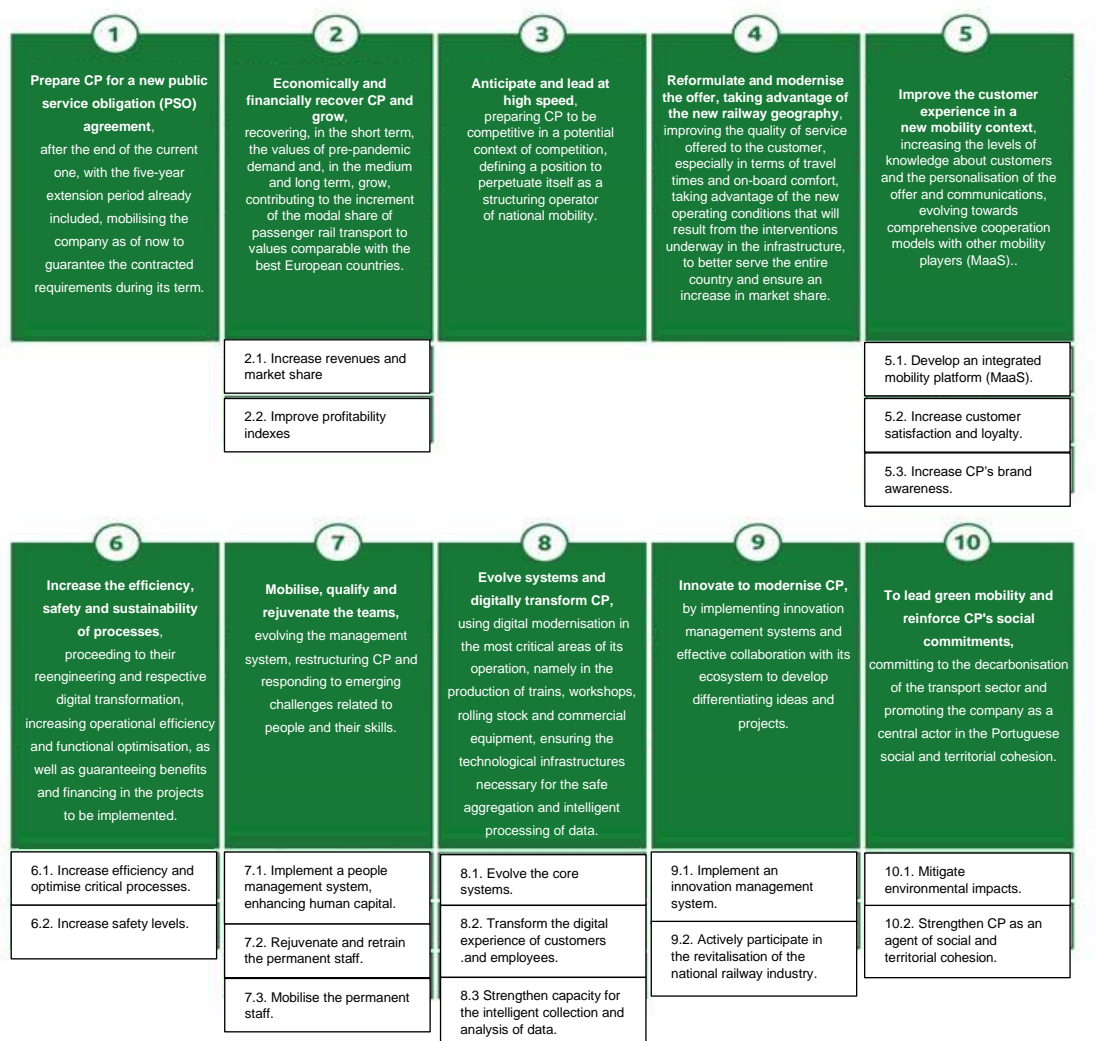 1
Prepare CP for a new public
service obligation (PSO)
agreement,
after the end of the current
one, with the five-year
extension period already
included, mobilising the
company as of now to
guarantee the contracted
requirements during its term.
2
Economically and
financially recover CP and
grow,
recovering, in the short term,
the values of pre-pandemic
demand and, in the medium
and long term, grow,
contributing to the increment
of the modal share of
passenger rail transport to
values comparable with the
best European countries.
2.1. Increase revenues and
market share
2.2. Improve profitability
indexes
3
Anticipate and lead at
high speed,
preparing CP to be
competitive in a potential
context of competition,
defining a position to
perpetuate itself as a
structuring operator
of national mobility.
4
Reformulate and modernise
the offer, taking advantage of
the new railway geography,
improving the quality of service
offered to the customer,
especially in terms of travel
times and on-board comfort,
taking advantage of the new
operating conditions that will
result from the interventions
underway in the infrastructure,
to better serve the entire
country and ensure an
increase in market share.
5
Improve the customer
experience in a
new mobility context,
increasing the levels of
knowledge about customers
and the personalisation of the
offer and communications,
evolving towards
comprehensive cooperation
models with other mobility
players (MaaS)..
5.1. Develop an integrated
mobility platform (MaaS).
5.2. Increase customer
satisfaction and loyalty.
5.3. Increase CP's brand
awareness.
6
Increase the efficiency,
safety and sustainability
of processes,
proceeding to their
reengineering and respective
digital transformation,
increasing operational efficiency
and functional optimisation, as
well as guaranteeing benefits
and financing in the projects
to be implemented.
6.1. Increase efficiency and
optimise critical processes.
6.2. Increase safety levels.
7
Mobilise, qualify and
rejuvenate the teams,
evolving the management
system, restructuring CP and
responding to emerging
challenges related to
people and their skills.
7.1. Implement a people
management system,
enhancing human capital.
7.2. Rejuvenate and retrain
the permanent staff.
7.3. Mobilise the permanent
staff.
8
Evolve systems and
digitally transform CP,
using digital modernisation in
the most critical areas of its
operation, namely in the
production of trains, workshops,
rolling stock and commercial
equipment, ensuring the
technological infrastructures
necessary for the safe
aggregation and intelligent
processing of data.
8.1. Evolve the core
systems.
8.2. Transform the digital
experience of customers
.and employees.
8.3 Strengthen capacity for
the intelligent collection and
analysis of data.
9
Innovate to modernise CP,
by implementing innovation
management systems and
effective collaboration with its
ecosystem to develop
differentiating ideas and
projects.
9.1. Implement an
innovation management
system.
9.2. Actively participate in
the revitalisation of the
national railway industry.
10
To lead green mobility and
reinforce CP's social
commitments,
committing to the decarbonisation
of the transport sector and
promoting the company as a
central actor in the Portuguese
social and territorial cohesion.
10.1. Mitigate
environmental impacts.
10.2. Strengthen CP as an
agent of social and
territorial cohesion.